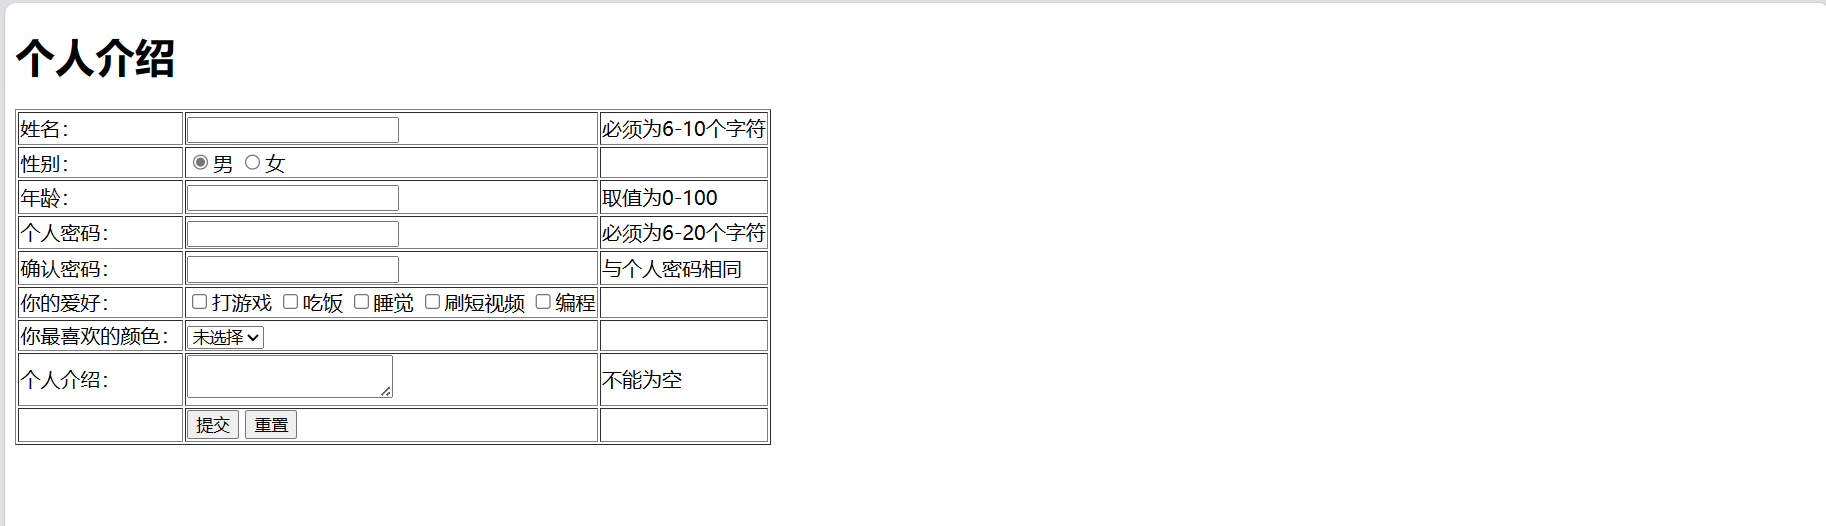 个人介绍
姓名： 必须为6-10个字符
性别： 男 女
年龄： 取值为0-100
个人密码： 必须为6-20个字符
确认密码： 与个人密码相同
你的爱好： 打游戏 吃饭 睡觉 刷短视频 编程
你最喜欢的颜色： 未选择
个人介绍： 不能为空
提交 重置